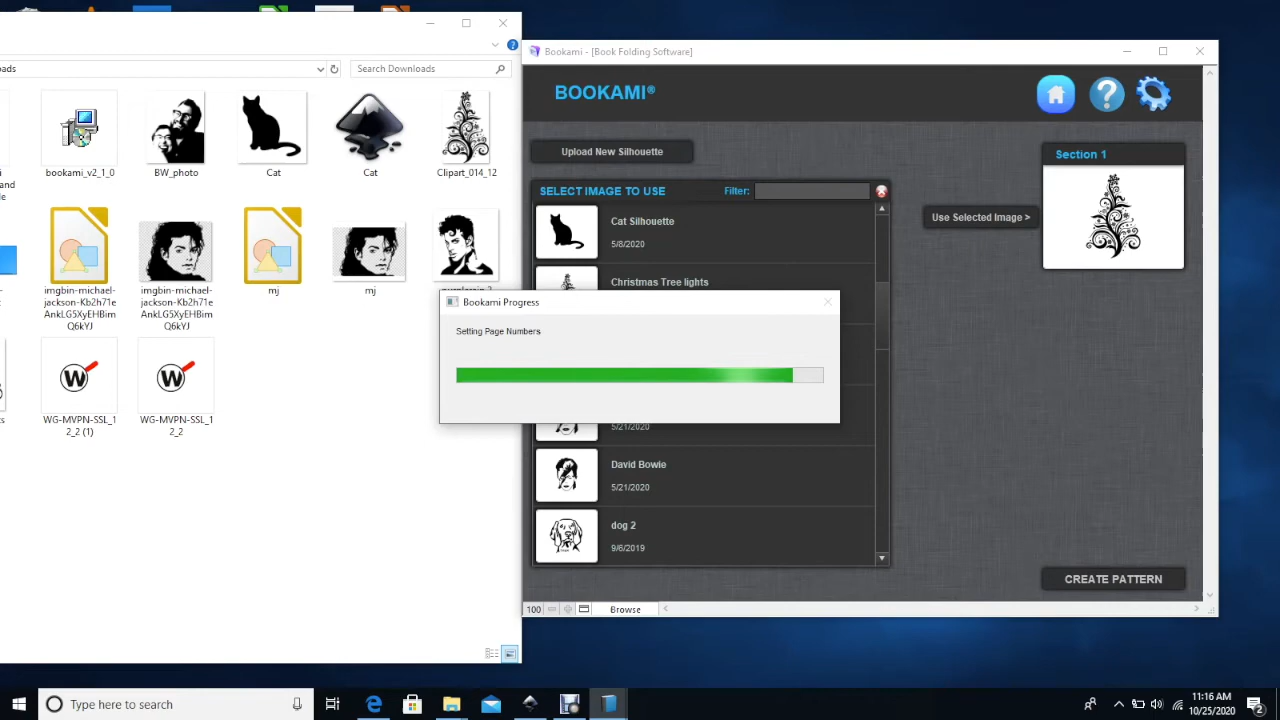 Bookami - [Book Folding Software]
ads
Search Downloads
BOOKAMI®
Upload New Silhouette
Section 1
SELECT IMAGE TO USE
Filter:
Use Selected Image >
Cat Silhouette
5/8/2020
Christmas Tree lights
5/21/2020
David Bowie
5/21/2020
dog 2
9/6/2019
CREATE PATTERN
100
Browse
bookami_v2_1_0
BW_photo
Cat
Cat
Clipart_014_12
and
imgbin-michael-
jackson-Kb2h71e
AnkLG5XyEHBim
Q6kYJ
imgbin-michael-
jackson-Kb2h71e
AnkLG5XyEHBim
Q6kYJ
mj
mj
W
WG-MVPN-SSL_1
2_2 (1)
W
WG-MVPN-SSL_1
2_2
Bookami Progress
Setting Page Numbers
Type here to search
11:16 AM
10/25/2020
2